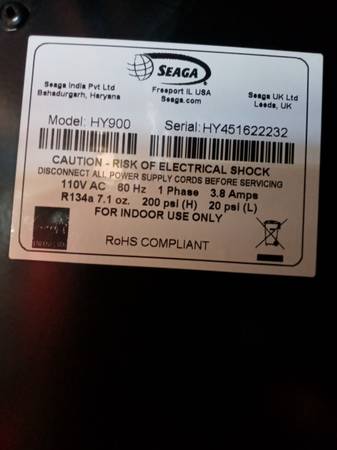 SEAGA
Seaga India Pvt Ltd
Bahadurgarh, Haryana
Freeport IL USA
Seaga.com
Seaga UK Ltd
Leeds, UK
Model: HY900 Serial: HY451622232
CAUTION - RISK OF ELECTRICAL SHOCK
DISCONNECT ALL POWER SUPPLY CORDS BEFORE SERVICING
110V AC 60 Hz 1 Phase 3.8 Amps
R134a 7.1 oz. 200 psi (H) 20 psi (L)
FOR INDOOR USE ONLY
RoHS COMPLIANT